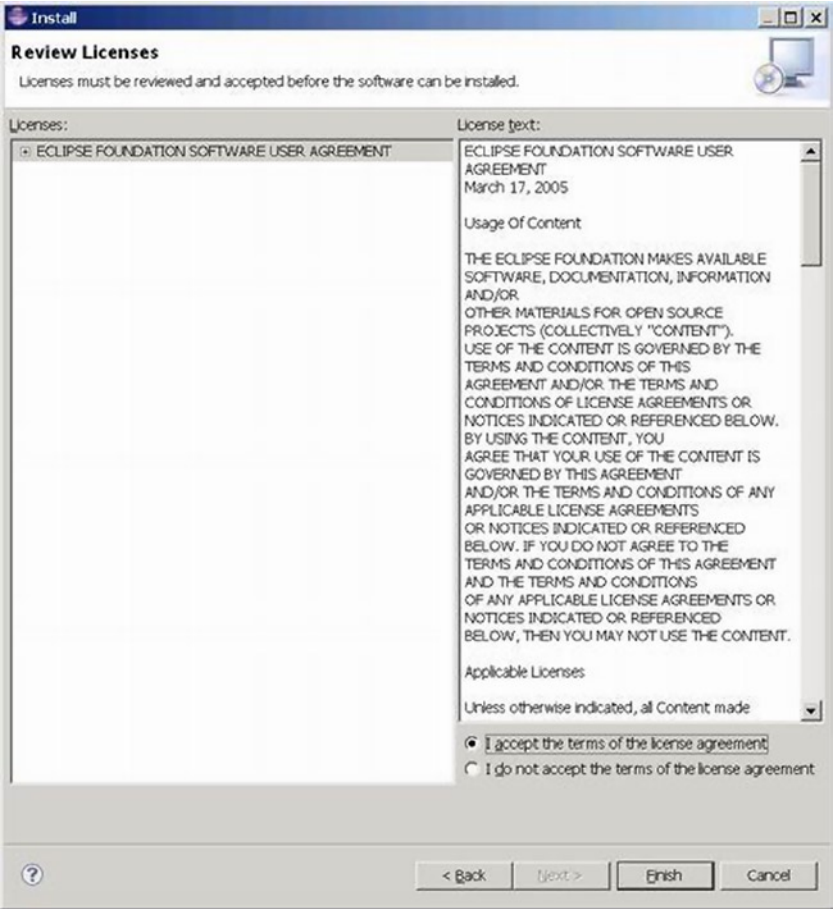 Install
Review Licenses
Licenses must be reviewed and accepted before the software can be installed.
Licenses:
ECLIPSE FOUNDATION SOFTWARE USER AGREEMENT
License text:
ECLIPSE FOUNDATION SOFTWARE USER
AGREEMENT
March 17, 2005
Usage Of Content
THE ECLIPSE FOUNDATION MAKES AVAILABLE
SOFTWARE, DOCUMENTATION, INFORMATION
AND/OR
OTHER MATERIALS FOR OPEN SOURCE
PROJECTS (COLLECTIVELY "CONTENT").
USE OF THE CONTENT IS GOVERNED BY THE
TERMS AND CONDITIONS OF THIS
AGREEMENT AND/OR THE TERMS AND
CONDITIONS OF LICENSE AGREEMENTS OR
NOTICES INDICATED OR REFERENCED BELOW.
BY USING THE CONTENT, YOU
AGREE THAT YOUR USE OF THE CONTENT IS
GOVERNED BY THIS AGREEMENT
AND/OR THE TERMS AND CONDITIONS OF ANY
APPLICABLE LICENSE AGREEMENTS
OR NOTICES INDICATED OR REFERENCED
BELOW. IF YOU DO NOT AGREE TO THE
TERMS AND CONDITIONS OF THIS AGREEMENT
AND THE TERMS AND CONDITIONS
OF ANY APPLICABLE LICENSE AGREEMENTS OR
NOTICES INDICATED OR REFERENCED
BELOW, THEN YOU MAY NOT USE THE CONTENT.
Applicable Licenses
Unless otherwise indicated, all Content made
I accept the terms of the license agreement
I do not accept the terms of the license agreement
? < Back Next > Finish Cancel